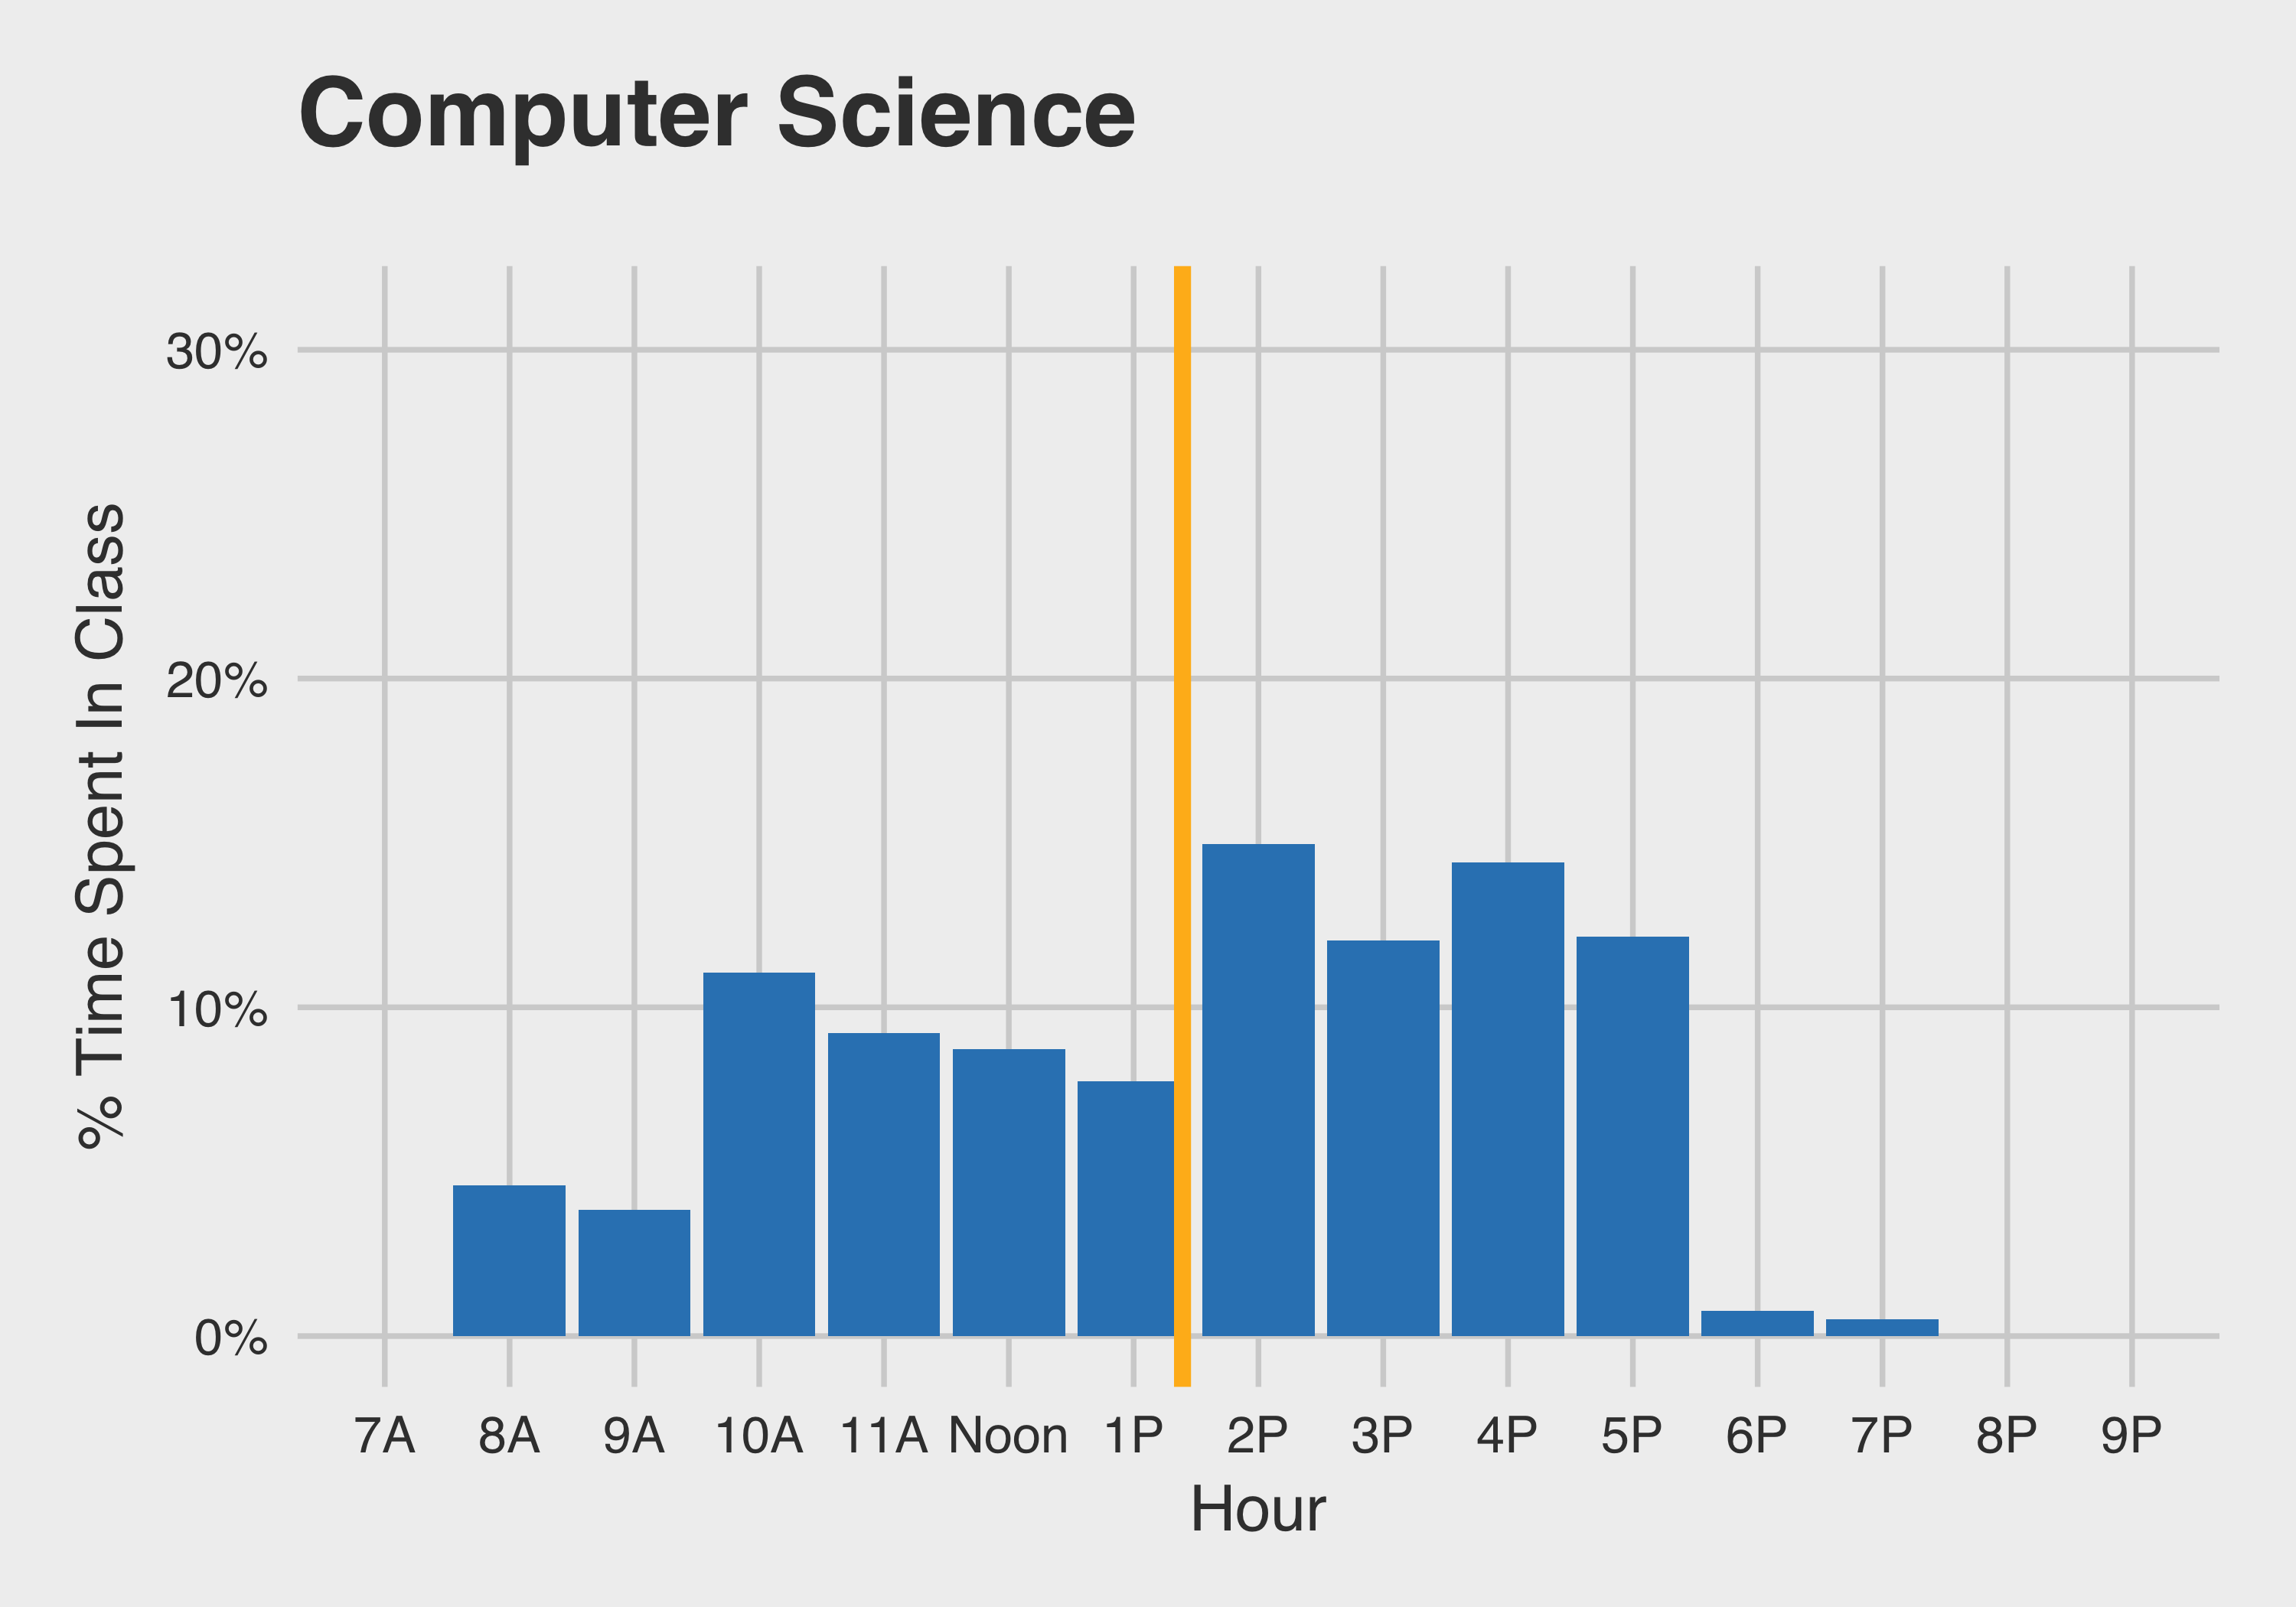 Computer Science
30%
20%
10%
0%
% Time Spent In Class
7A 8A 9A 10A 11A Noon 1P 2P 3P 4P 5P 6P 7P 8P 9P
Hour